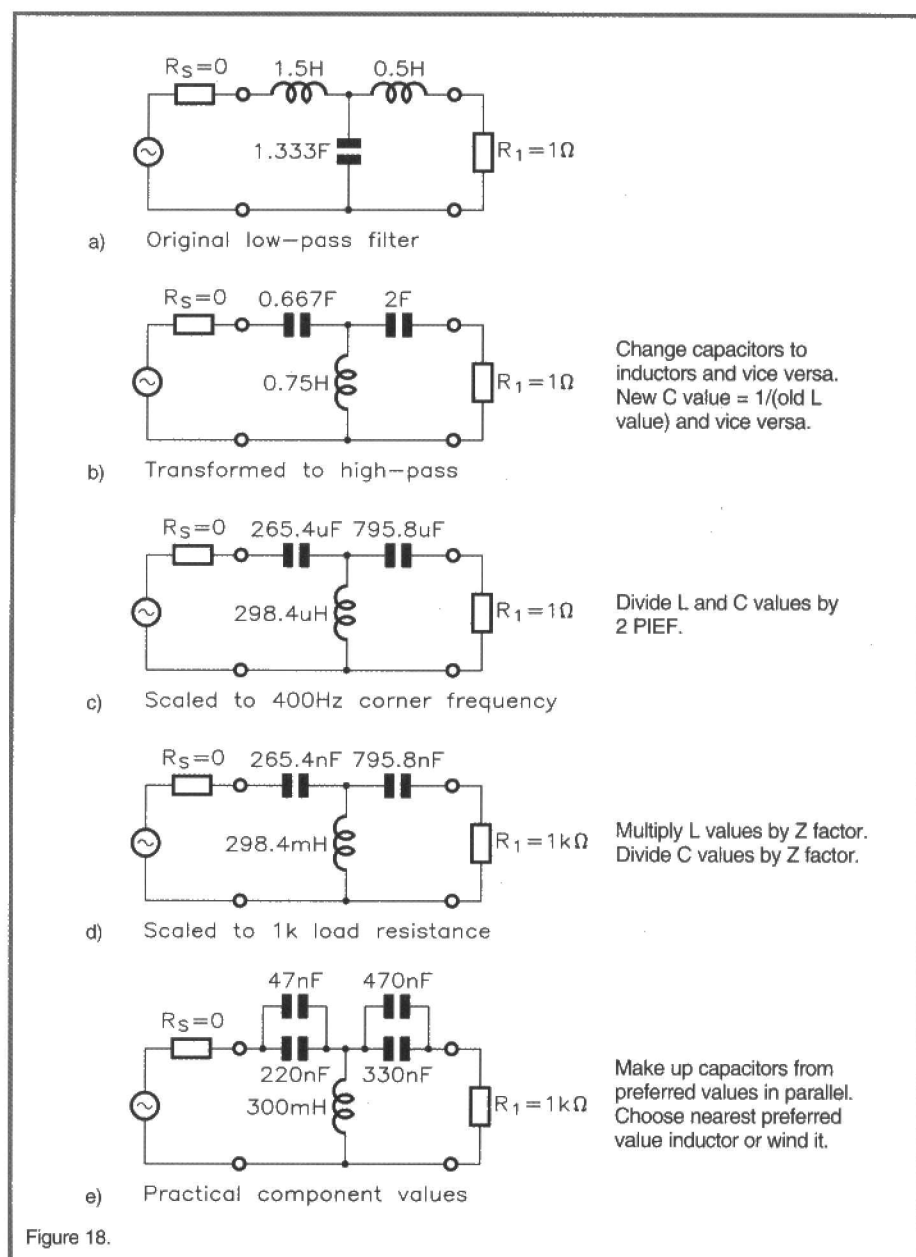 RS=0 1.5H 0.5H
1.333F R1=1Ω
a) Original low-pass filter
RS=0 0.667F 2F
0.75H R1=1Ω
Change capacitors to
inductors and vice versa.
New C value = 1/(old L
value) and vice versa.
b) Transformed to high-pass
RS=0 265.4uF 795.8uF
298.4uH R1=1Ω
Divide L and C values by
2 PIEF.
c) Scaled to 400Hz corner frequency
RS=0 265.4nF 795.8nF
298.4mH R1=1kΩ
Multiply L values by Z factor.
Divide C values by Z factor.
d) Scaled to 1k load resistance
47nF 470nF
RS=0
220nF 330nF
300mH R1=1kΩ
Make up capacitors from
preferred values in parallel.
Choose nearest preferred
value inductor or wind it.
e) Practical component values
Figure 18.